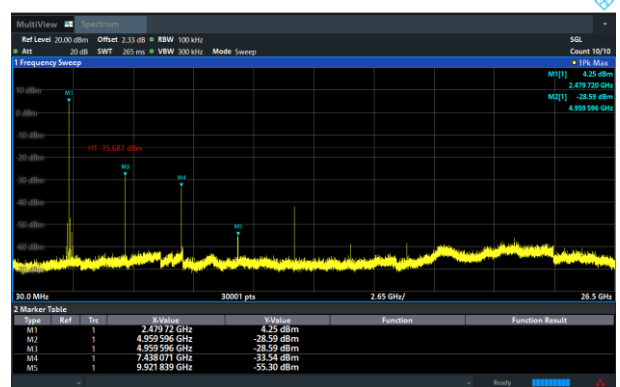 MultiView Spectrum
Ref Level 20.00 dBm Offset 2.33 dB RBW 100 kHz SGL
Att 20 dB SWT 265 ms VBW 300 kHz Mode Sweep Count 10/10
1 Frequency Sweep 1Pk Max
M1[1] 4.25 dBm
2.479 720 GHz
M2[1] -28.59 dBm
4.959 596 GHz
10 dBm
M1
0 dBm
-10 dBm
H1 -15.681 dBm
-20 dBm
M3
-30 dBm
M4
-40 dBm
-50 dBm
M5
-60 dBm
30.0 MHz 30001 pts 2.65 GHz/ 26.5 GHz
2 Marker Table
Type Ref Trc X-Value Y-Value Function Function Result
M1 1 2.479 72 GHz 4.25 dBm
M2 1 4.959 596 GHz -28.59 dBm
M3 1 4.959 596 GHz -28.59 dBm
M4 1 7.438 071 GHz -33.54 dBm
M5 1 9.921 839 GHz -55.30 dBm
Ready